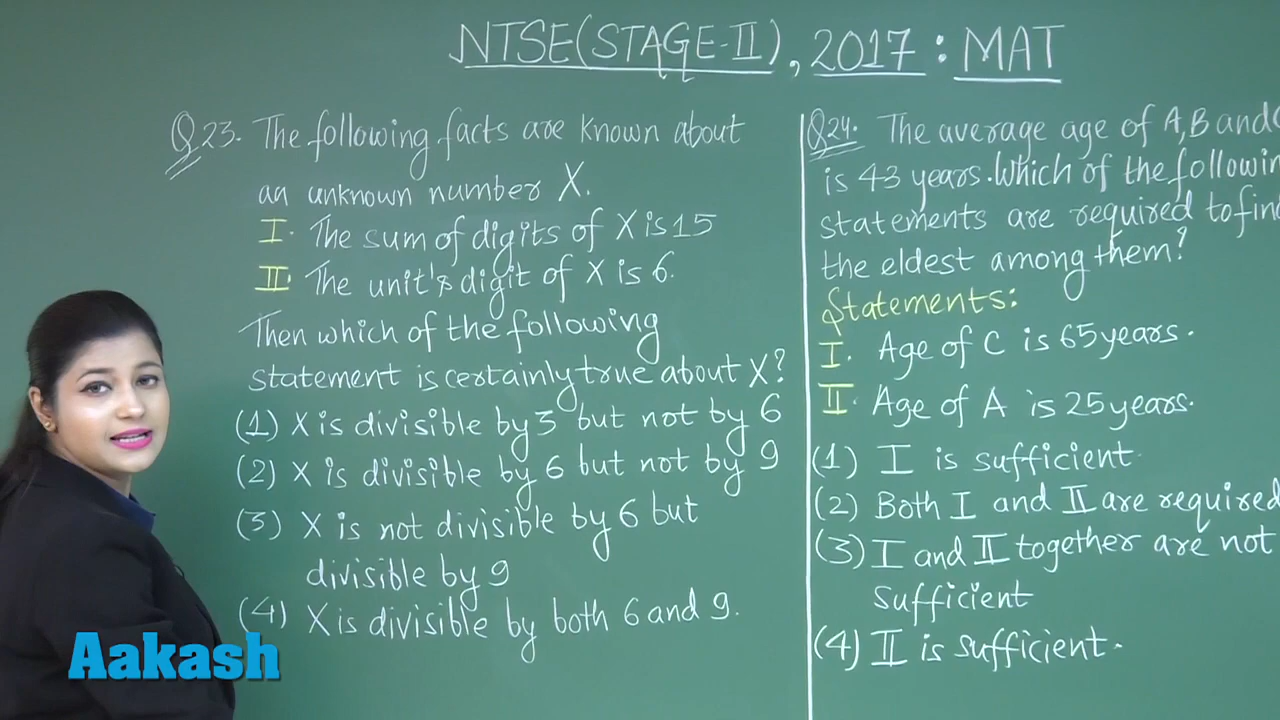 NTSE(STAGE-II), 2017 : MAT
Q23. The following facts are known about
an unknown number X.
I. The sum of digits of X is 15
II. The unit's digit of X is 6.
Then which of the following
statement is certainly true about X?
(1) X is divisible by 3 but not by 6
(2) X is divisible by 6 but not by 9
(3) X is not divisible by 6 but
divisible by 9
(4) X is divisible by both 6 and 9.
Q24. The average age of A, B and
is 43 years. Which of the following
statements are required to find
the eldest among them?
Statements:
I. Age of C is 65 years.
II. Age of A is 25 years.
(1) I is sufficient.
(2) Both I and II are required
(3) I and II together are not
sufficient
(4) II is sufficient.
Aakash